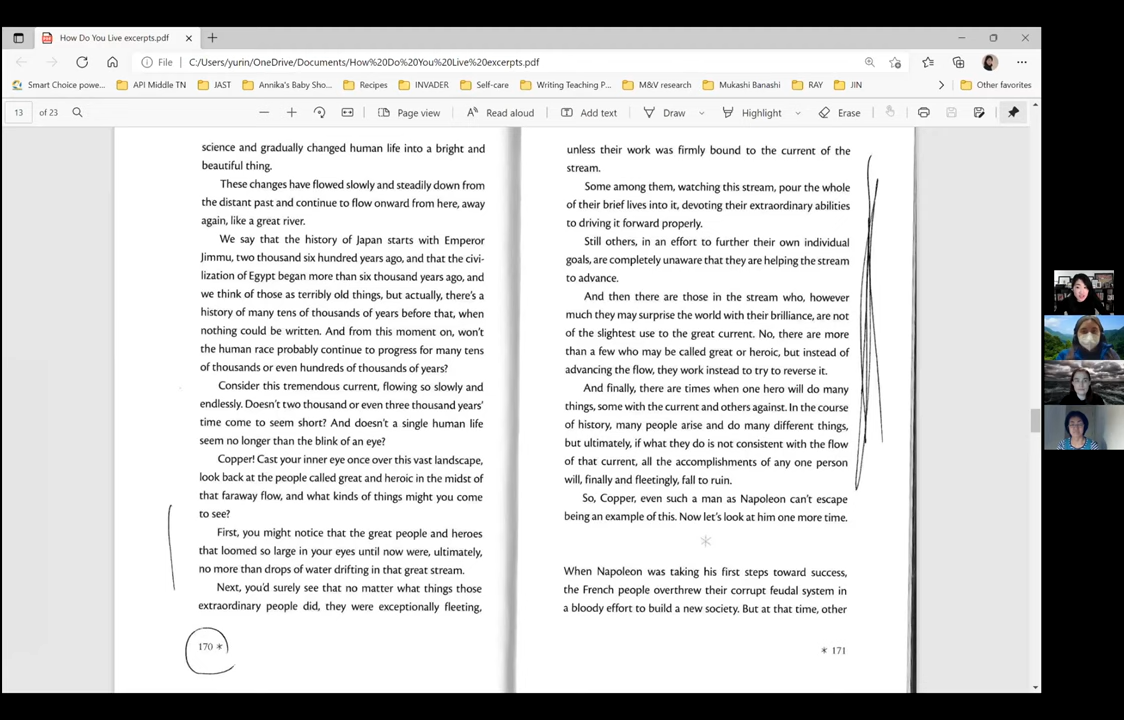 How Do You Live excerpts.pdf
File
C:/Users/yurin/OneDrive/Documents/How%20Do%20You%20Live%20excerpts.pdf
Smart Choice powe...
API Middle TN
JAST
Annika's Baby Sho...
Recipes
INVADER
Self-care
Writing Teaching P...
M&V research
Mukashi Banashi
RAY
JIN
Other favorites
13 of 23
Page view
Read aloud
Add text
Draw
Highlight
Erase
science and gradually changed human life into a bright and
beautiful thing.
These changes have flowed slowly and steadily down from
the distant past and continue to flow onward from here, away
again, like a great river.
We say that the history of Japan starts with Emperor
Jimmu, two thousand six hundred years ago, and that the civi-
lization of Egypt began more than six thousand years ago, and
we think of those as terribly old things, but actually, there's a
history of many tens of thousands of years before that, when
nothing could be written. And from this moment on, won't
the human race probably continue to progress for many tens
of thousands or even hundreds of thousands of years?
Consider this tremendous current, flowing so slowly and
endlessly. Doesn't two thousand or even three thousand years'
time come to seem short? And doesn't a single human life
seem no longer than the blink of an eye?
Copper! Cast your inner eye once over this vast landscape,
look back at the people called great and heroic in the midst of
that faraway flow, and what kinds of things might you come
to see?
First, you might notice that the great people and heroes
that loomed so large in your eyes until now were, ultimately,
no more than drops of water drifting in that great stream.
Next, you'd surely see that no matter what things those
extraordinary people did, they were exceptionally fleeting,
170 *
unless their work was firmly bound to the current of the
stream.
Some among them, watching this stream, pour the whole
of their brief lives into it, devoting their extraordinary abilities
to driving it forward properly.
Still others, in an effort to further their own individual
goals, are completely unaware that they are helping the stream
to advance.
And then there are those in the stream who, however
much they may surprise the world with their brilliance, are not
of the slightest use to the great current. No, there are more
than a few who may be called great or heroic, but instead of
advancing the flow, they work instead to try to reverse it.
And finally, there are times when one hero will do many
things, some with the current and others against. In the course
of history, many people arise and do many different things,
but ultimately, if what they do is not consistent with the flow
of that current, all the accomplishments of any one person
will, finally and fleetingly, fall to ruin.
So, Copper, even such a man as Napoleon can't escape
being an example of this. Now let's look at him one more time.
*
When Napoleon was taking his first steps toward success,
the French people overthrew their corrupt feudal system in
a bloody effort to build a new society. But at that time, other
* 171